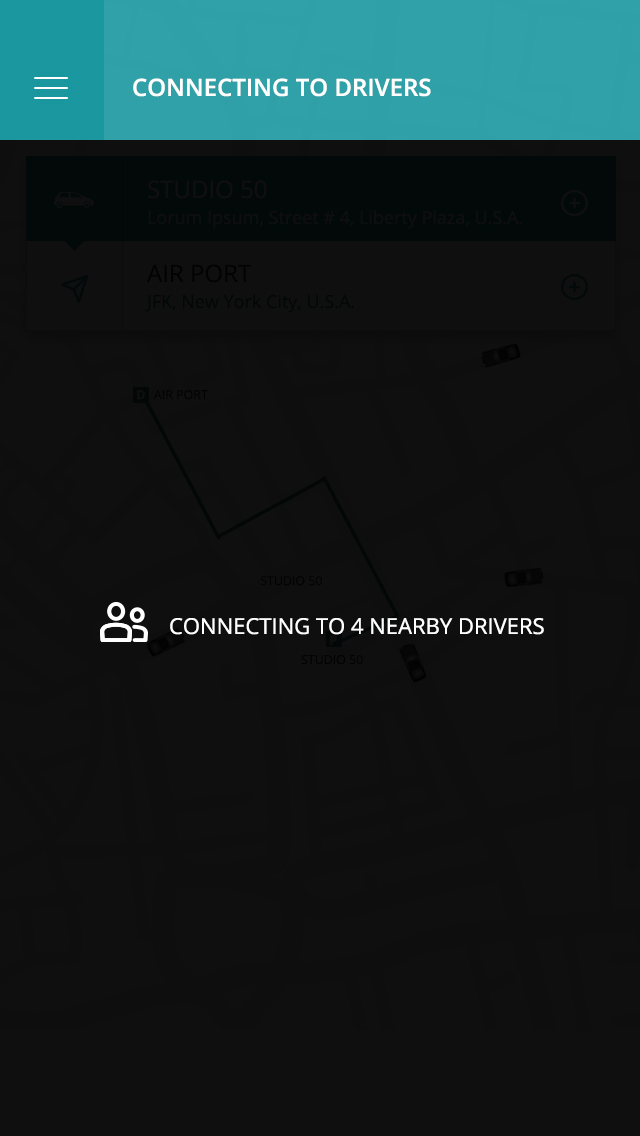 CONNECTING TO DRIVERS
STUDIO 50
Lorum Ipsum, Street # 4, Liberty Plaza, U.S.A.
AIR PORT
JFK, New York City, U.S.A.
D AIR PORT
STUDIO 50
CONNECTING TO 4 NEARBY DRIVERS
STUDIO 50